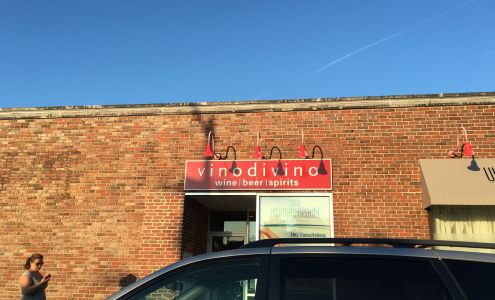 vinodivino
wine|beer|spirits
FREE Consultations